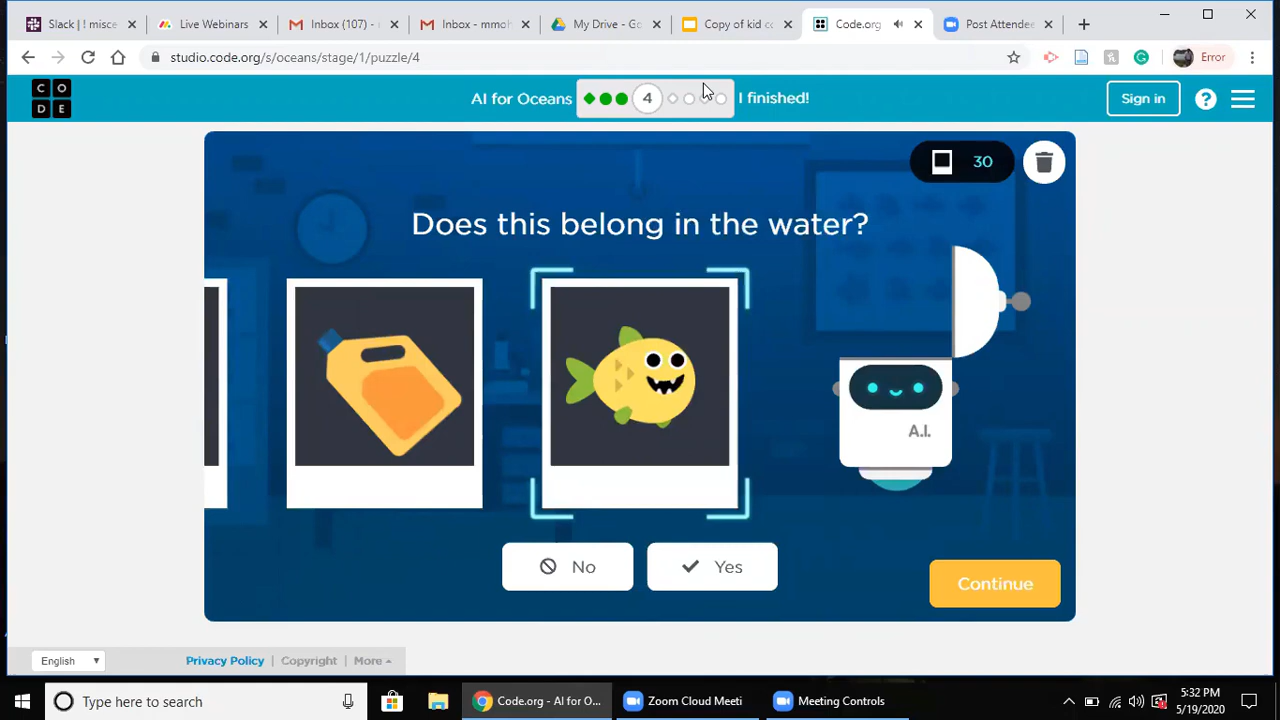 Slack | ! misce
Live Webinars
Inbox (107) -
Inbox - mmoh
My Drive - Go
Copy of kid co
Code.org
Post Attende
studio.code.org/s/oceans/stage/1/puzzle/4
Error
C O
D E
AI for Oceans
4
I finished!
Sign in
?
30
Does this belong in the water?
A.I.
No
Yes
Continue
English
Privacy Policy | Copyright | More
Type here to search
Code.org - AI for O...
Zoom Cloud Meeti
Meeting Controls
5:32 PM
5/19/2020